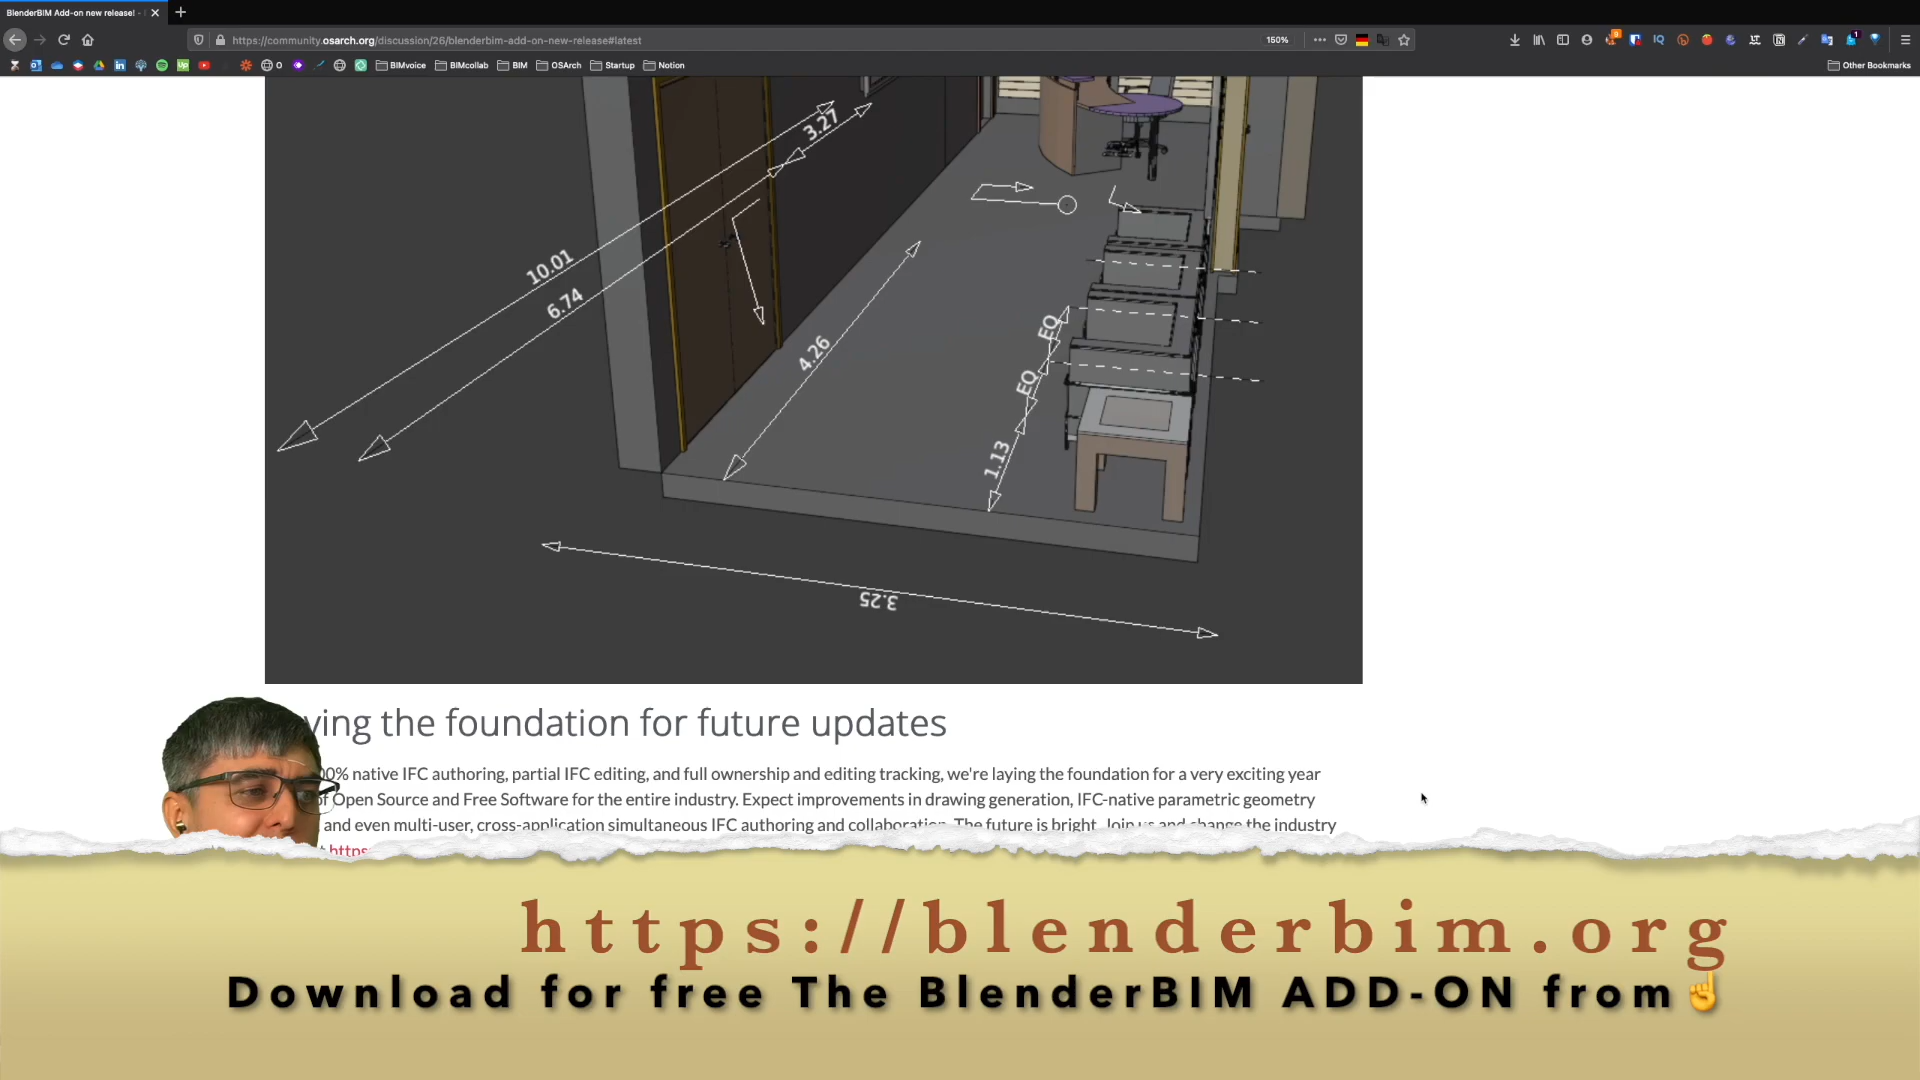 BlenderBIM Add-on new release! -
https://community.osarch.org/discussion/26/blenderbim-add-on-new-release#latest
150%
BIMvoice
BIMcollab
BIM
OSArch
Startup
Notion
Other Bookmarks
3.27
10.01
6.74
4.26
EQ
EQ
1.13
3.25
ying the foundation for future updates
00% native IFC authoring, partial IFC editing, and full ownership and editing tracking, we're laying the foundation for a very exciting year
of Open Source and Free Software for the entire industry. Expect improvements in drawing generation, IFC-native parametric geometry
and even multi-user, cross-application simultaneous IFC authoring and collaboration. The future is bright. Join us and change the industry
https
https://blenderbim.org
Download for free The BlenderBIM ADD-ON from☝